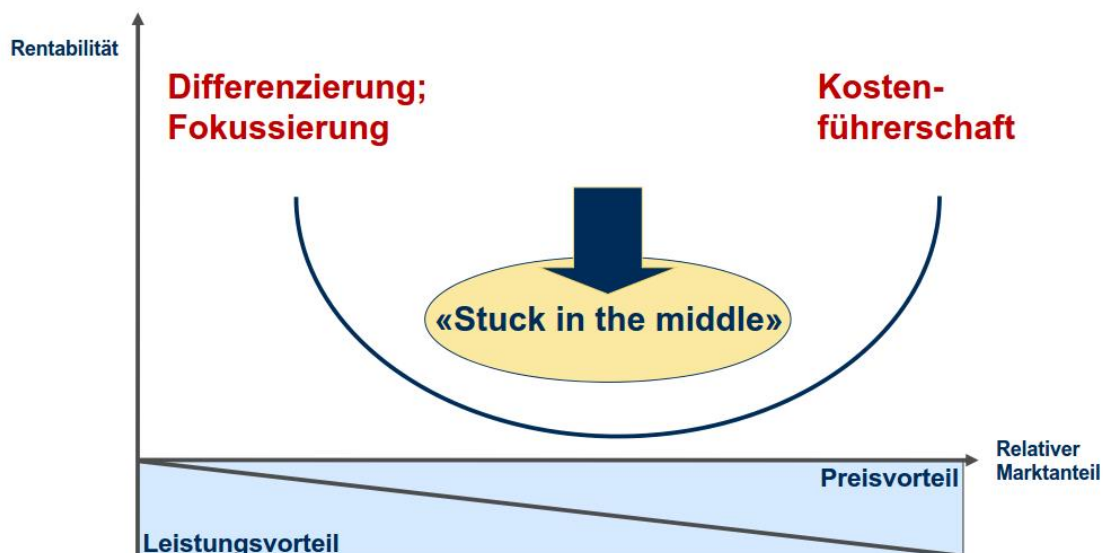 Rentabilität
Differenzierung;
Fokussierung
Kosten-
führerschaft
«Stuck in the middle»
Relativer
Marktanteil
Preisvorteil
Leistungsvorteil